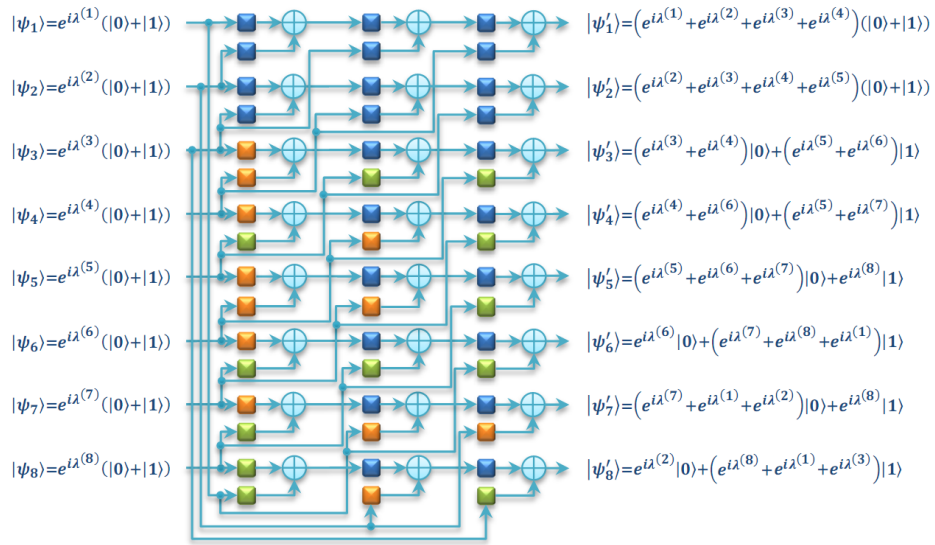 |ψ₁⟩=e^{iλ^{(1)}}(|0⟩+|1⟩) |ψ′₁⟩=(e^{iλ^{(1)}}+e^{iλ^{(2)}}+e^{iλ^{(3)}}+e^{iλ^{(4)}})(|0⟩+|1⟩)
|ψ₂⟩=e^{iλ^{(2)}}(|0⟩+|1⟩) |ψ′₂⟩=(e^{iλ^{(2)}}+e^{iλ^{(3)}}+e^{iλ^{(4)}}+e^{iλ^{(5)}})(|0⟩+|1⟩)
|ψ₃⟩=e^{iλ^{(3)}}(|0⟩+|1⟩) |ψ′₃⟩=(e^{iλ^{(3)}}+e^{iλ^{(4)}})|0⟩+(e^{iλ^{(5)}}+e^{iλ^{(6)}})|1⟩
|ψ₄⟩=e^{iλ^{(4)}}(|0⟩+|1⟩) |ψ′₄⟩=(e^{iλ^{(4)}}+e^{iλ^{(6)}})|0⟩+(e^{iλ^{(5)}}+e^{iλ^{(7)}})|1⟩
|ψ₅⟩=e^{iλ^{(5)}}(|0⟩+|1⟩) |ψ′₅⟩=(e^{iλ^{(5)}}+e^{iλ^{(6)}}+e^{iλ^{(7)}})|0⟩+e^{iλ^{(8)}}|1⟩
|ψ₆⟩=e^{iλ^{(6)}}(|0⟩+|1⟩) |ψ′₆⟩=e^{iλ^{(6)}}|0⟩+(e^{iλ^{(7)}}+e^{iλ^{(8)}}+e^{iλ^{(1)}})|1⟩
|ψ₇⟩=e^{iλ^{(7)}}(|0⟩+|1⟩) |ψ′₇⟩=(e^{iλ^{(7)}}+e^{iλ^{(1)}}+e^{iλ^{(2)}})|0⟩+e^{iλ^{(8)}}|1⟩
|ψ₈⟩=e^{iλ^{(8)}}(|0⟩+|1⟩) |ψ′₈⟩=e^{iλ^{(2)}}|0⟩+(e^{iλ^{(8)}}+e^{iλ^{(1)}}+e^{iλ^{(3)}})|1⟩